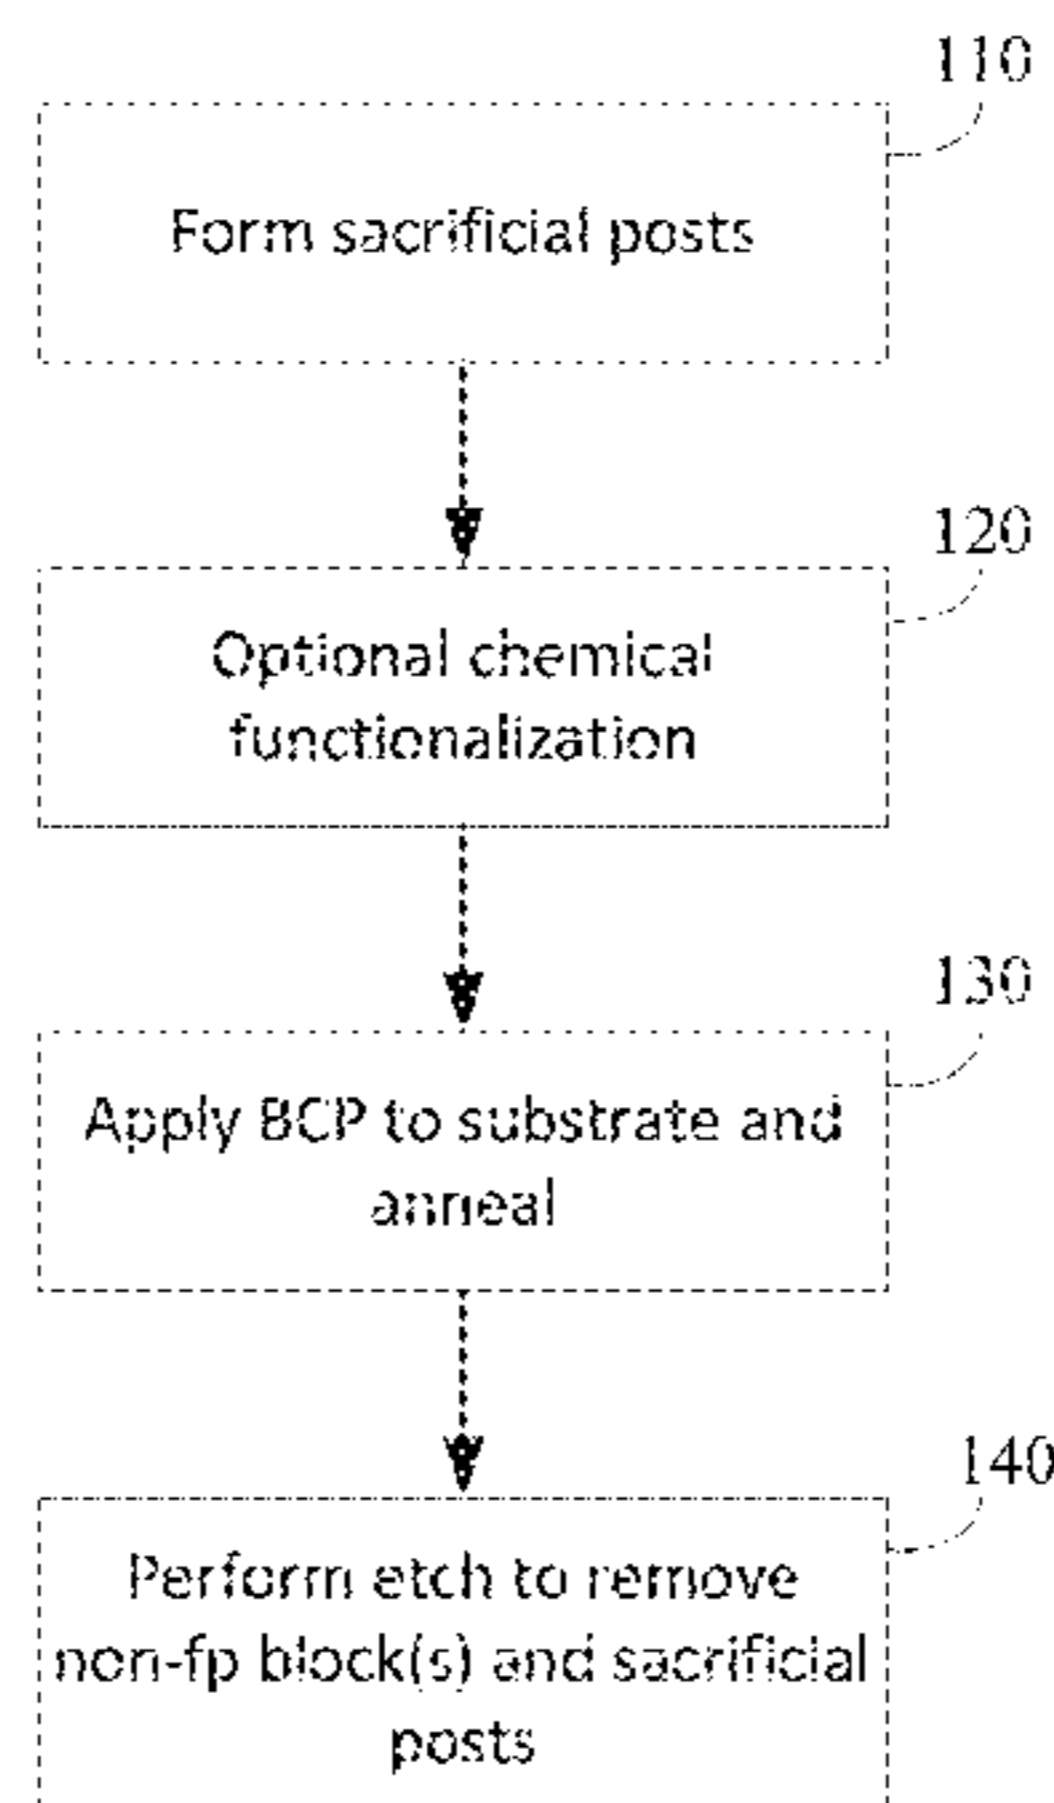 110
Form sacrificial posts
120
Optional chemical
functionalization
130
Apply BCP to substrate and
anneal
140
Perform etch to remove
non-fp block(s) and sacrificial
posts